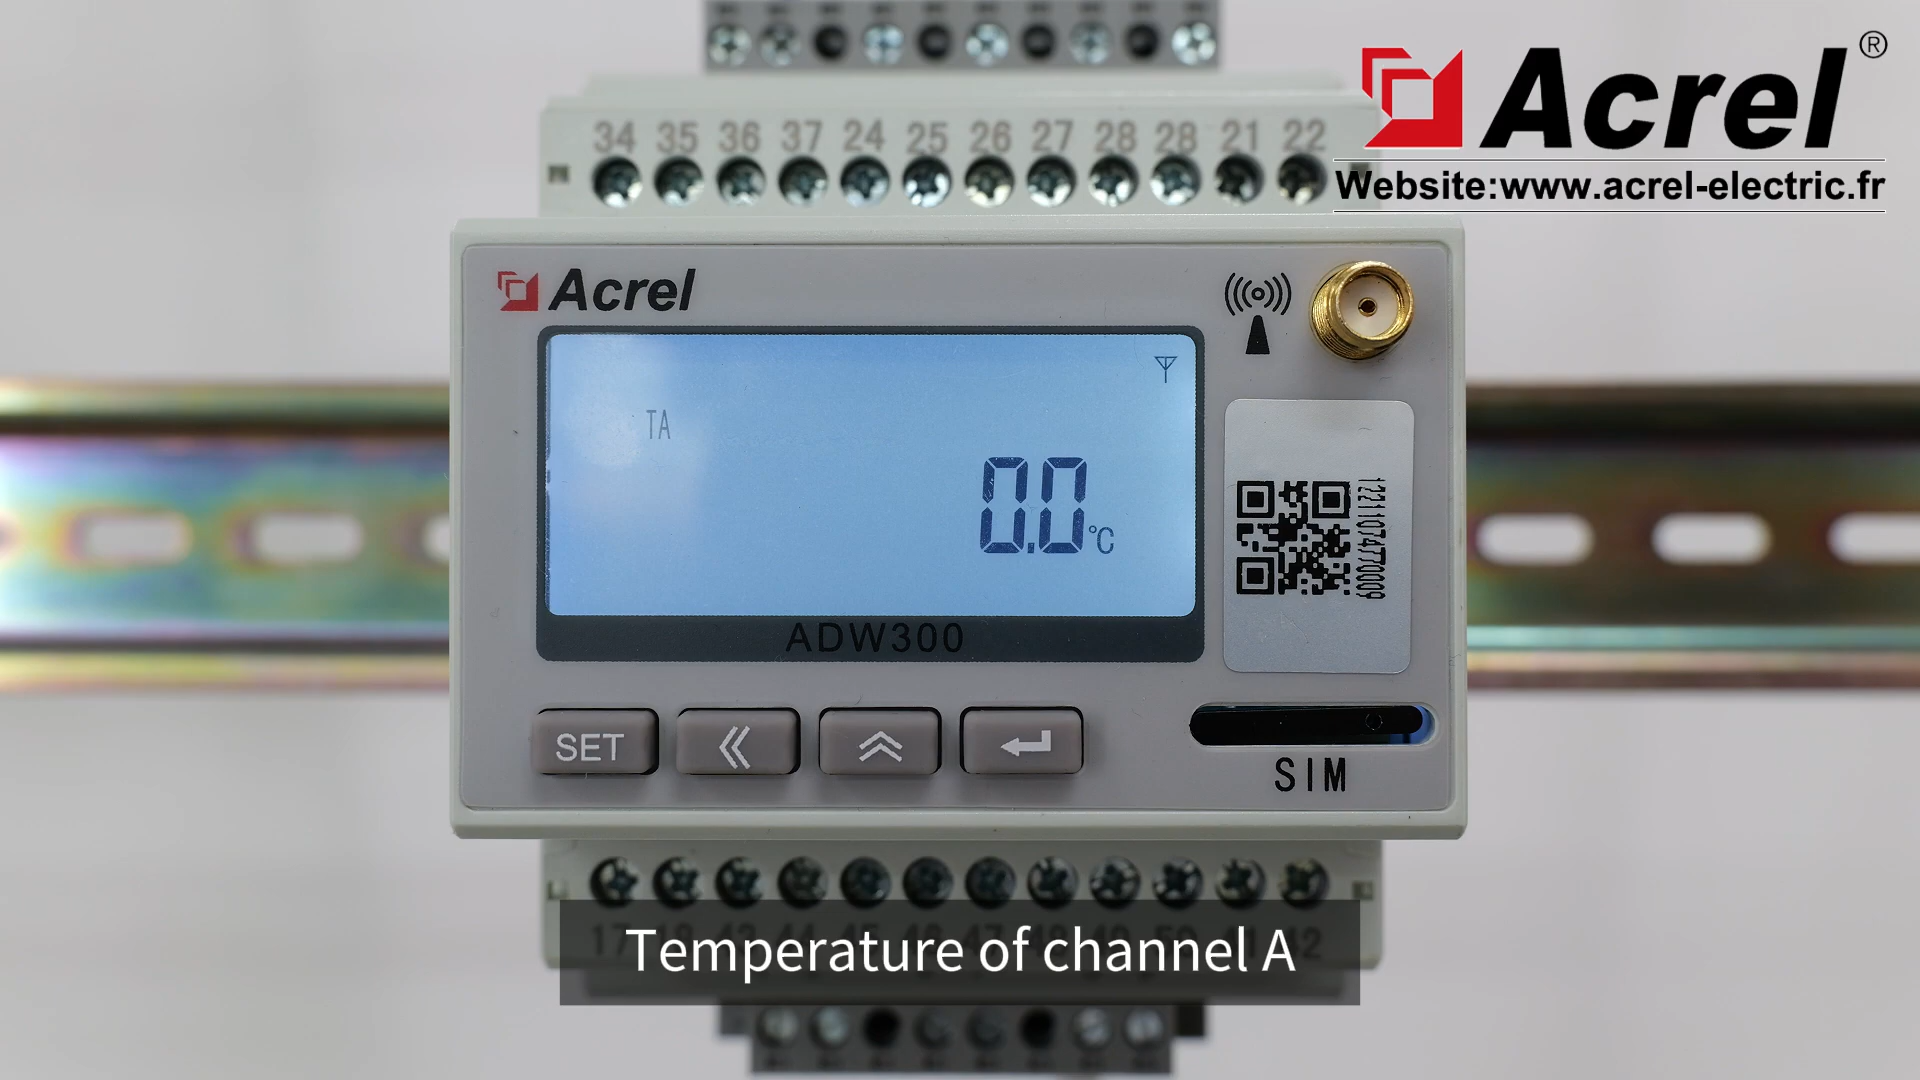 Acrel®
Website:www.acrel-electric.fr
34 35 36 37 24 25 26 27 28 28 21 22
Acrel
TA
0.0℃
12211074770009
ADW300
SET
SIM
Temperature of channel A